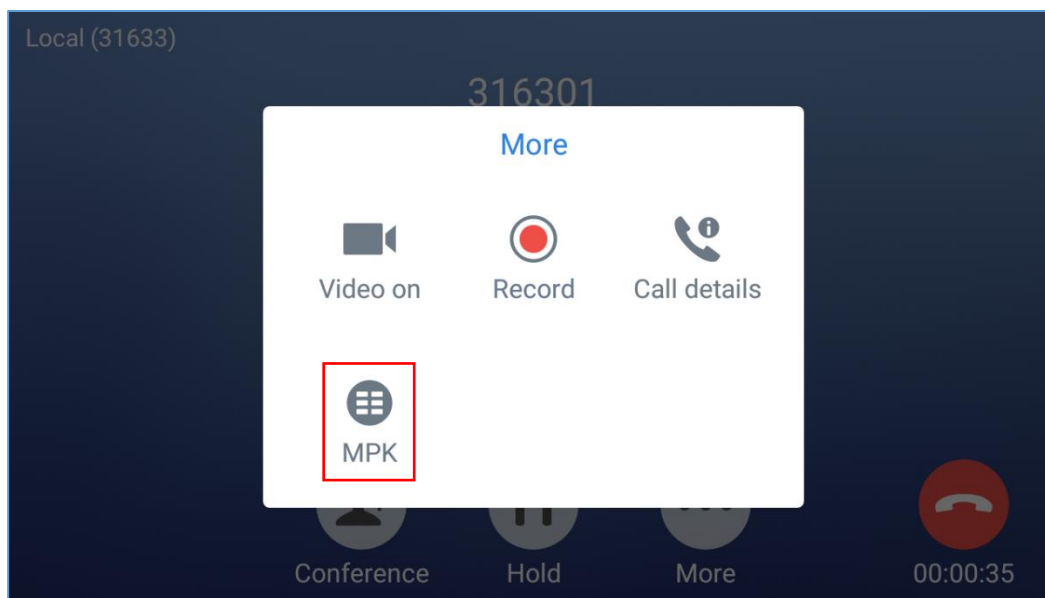 Local (31633)
316301
More
Video on
Record
Call details
MPK
Conference
Hold
More
00:00:35